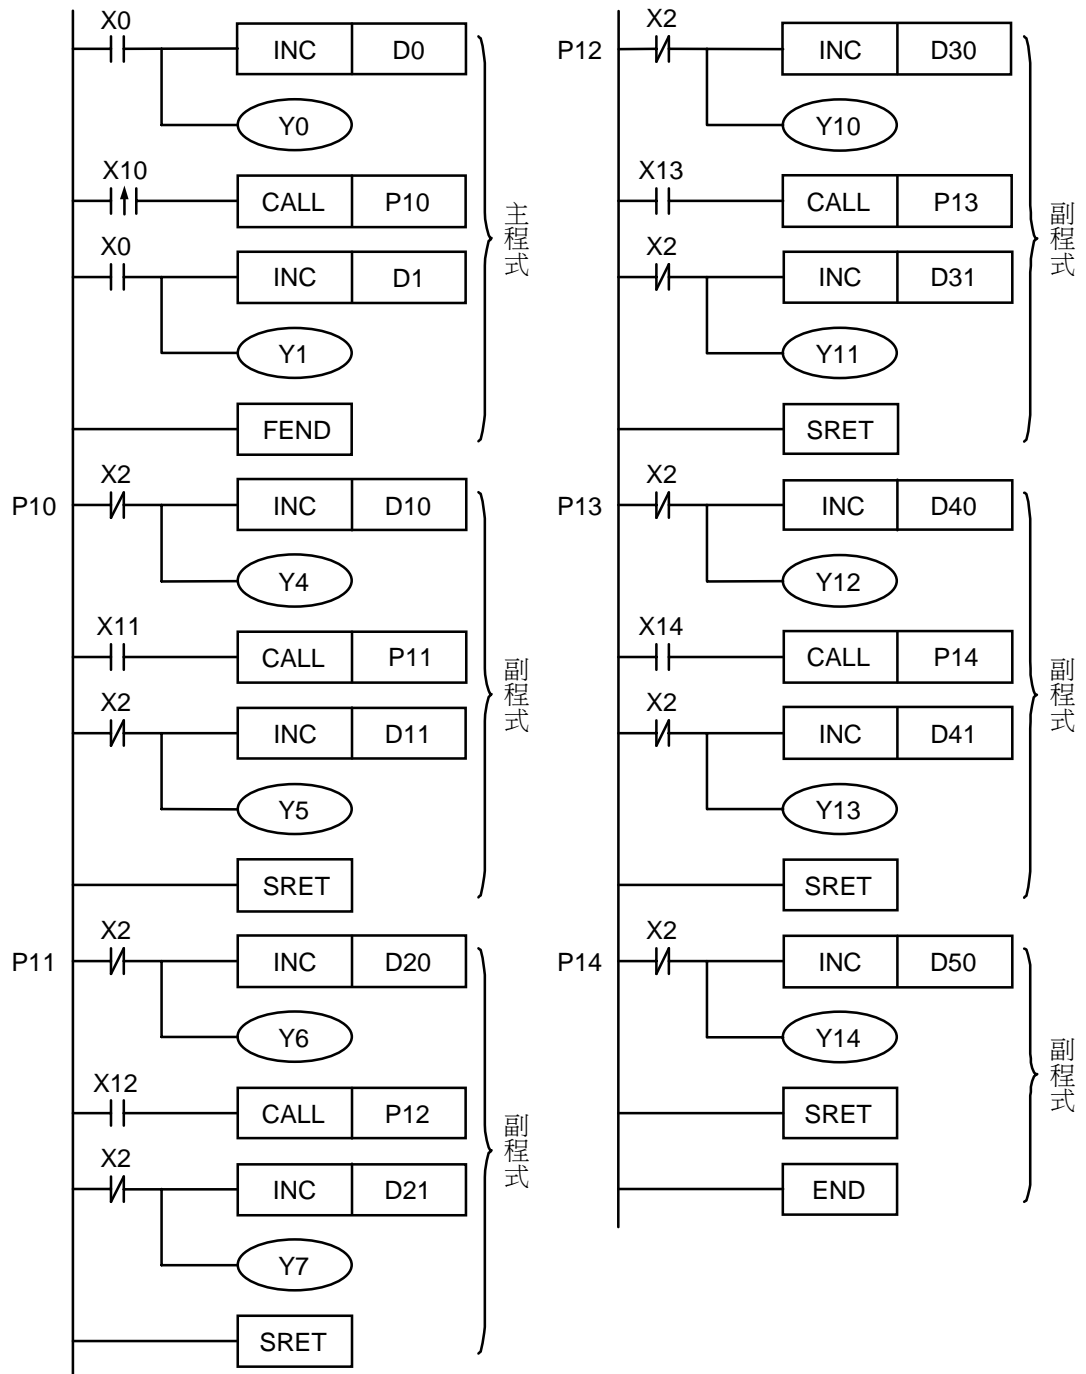 X0
INC D0
Y0
X10
CALL P10
X0
INC D1
Y1
FEND
主程式
P10
X2
INC D10
Y4
X11
CALL P11
X2
INC D11
Y5
SRET
副程式
P11
X2
INC D20
Y6
X12
CALL P12
X2
INC D21
Y7
SRET
副程式
P12
X2
INC D30
Y10
X13
CALL P13
X2
INC D31
Y11
SRET
副程式
P13
X2
INC D40
Y12
X14
CALL P14
X2
INC D41
Y13
SRET
副程式
P14
X2
INC D50
Y14
SRET
END
副程式